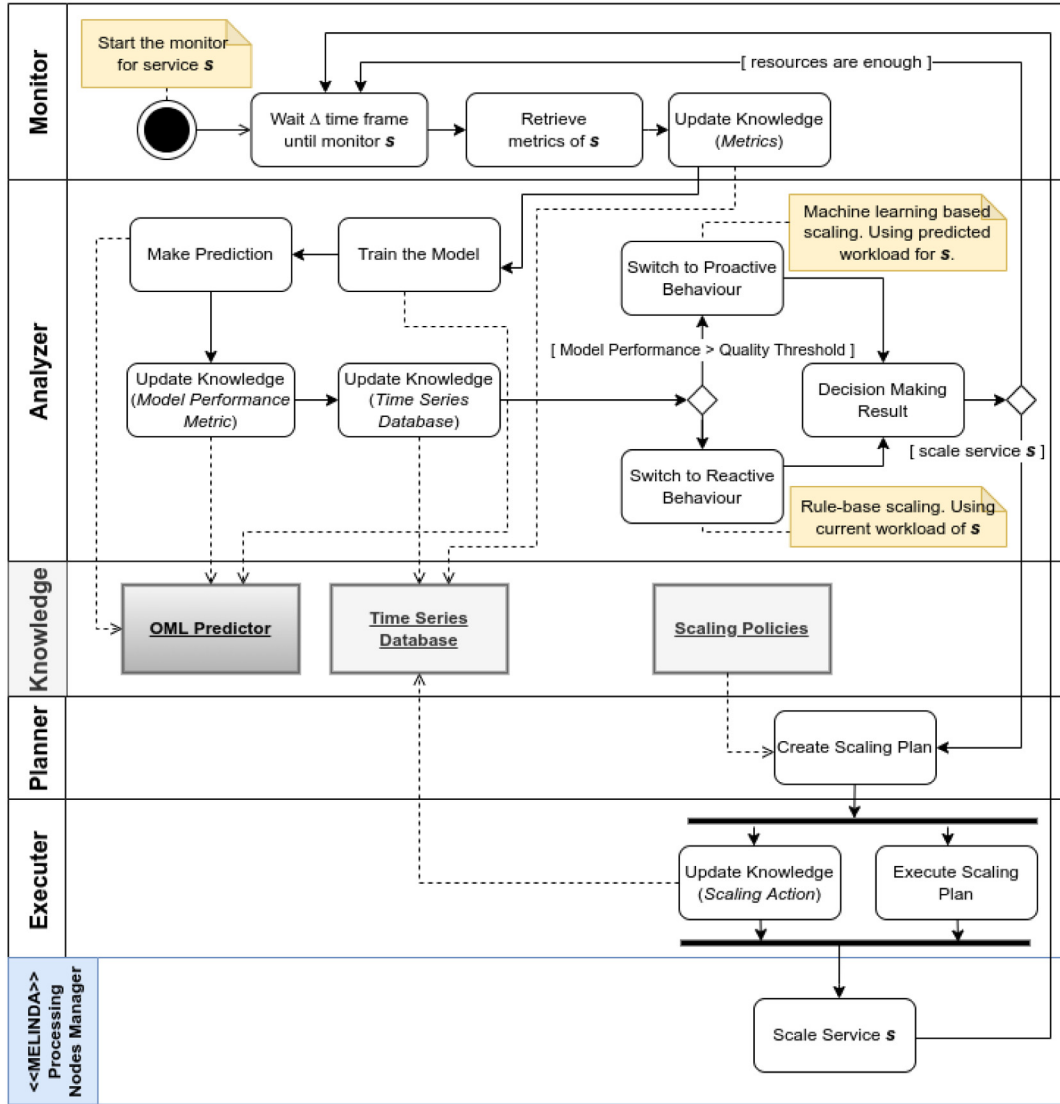 Monitor
Start the monitor
for service s
[ resources are enough ]
Wait Δ time frame
until monitor s
Retrieve
metrics of s
Update Knowledge
(Metrics)
Analyzer
Machine learning based
scaling. Using predicted
workload for s.
Make Prediction
Train the Model
Switch to Proactive
Behaviour
[ Model Performance > Quality Threshold ]
Update Knowledge
(Model Performance
Metric)
Update Knowledge
(Time Series
Database)
Decision Making
Result
[ scale service s ]
Switch to Reactive
Behaviour
Rule-base scaling. Using
current workload of s
Knowledge
OML Predictor
Time Series
Database
Scaling Policies
Planner
Create Scaling Plan
Executer
Update Knowledge
(Scaling Action)
Execute Scaling
Plan
<<MELINDA>>
Processing
Nodes Manager
Scale Service s